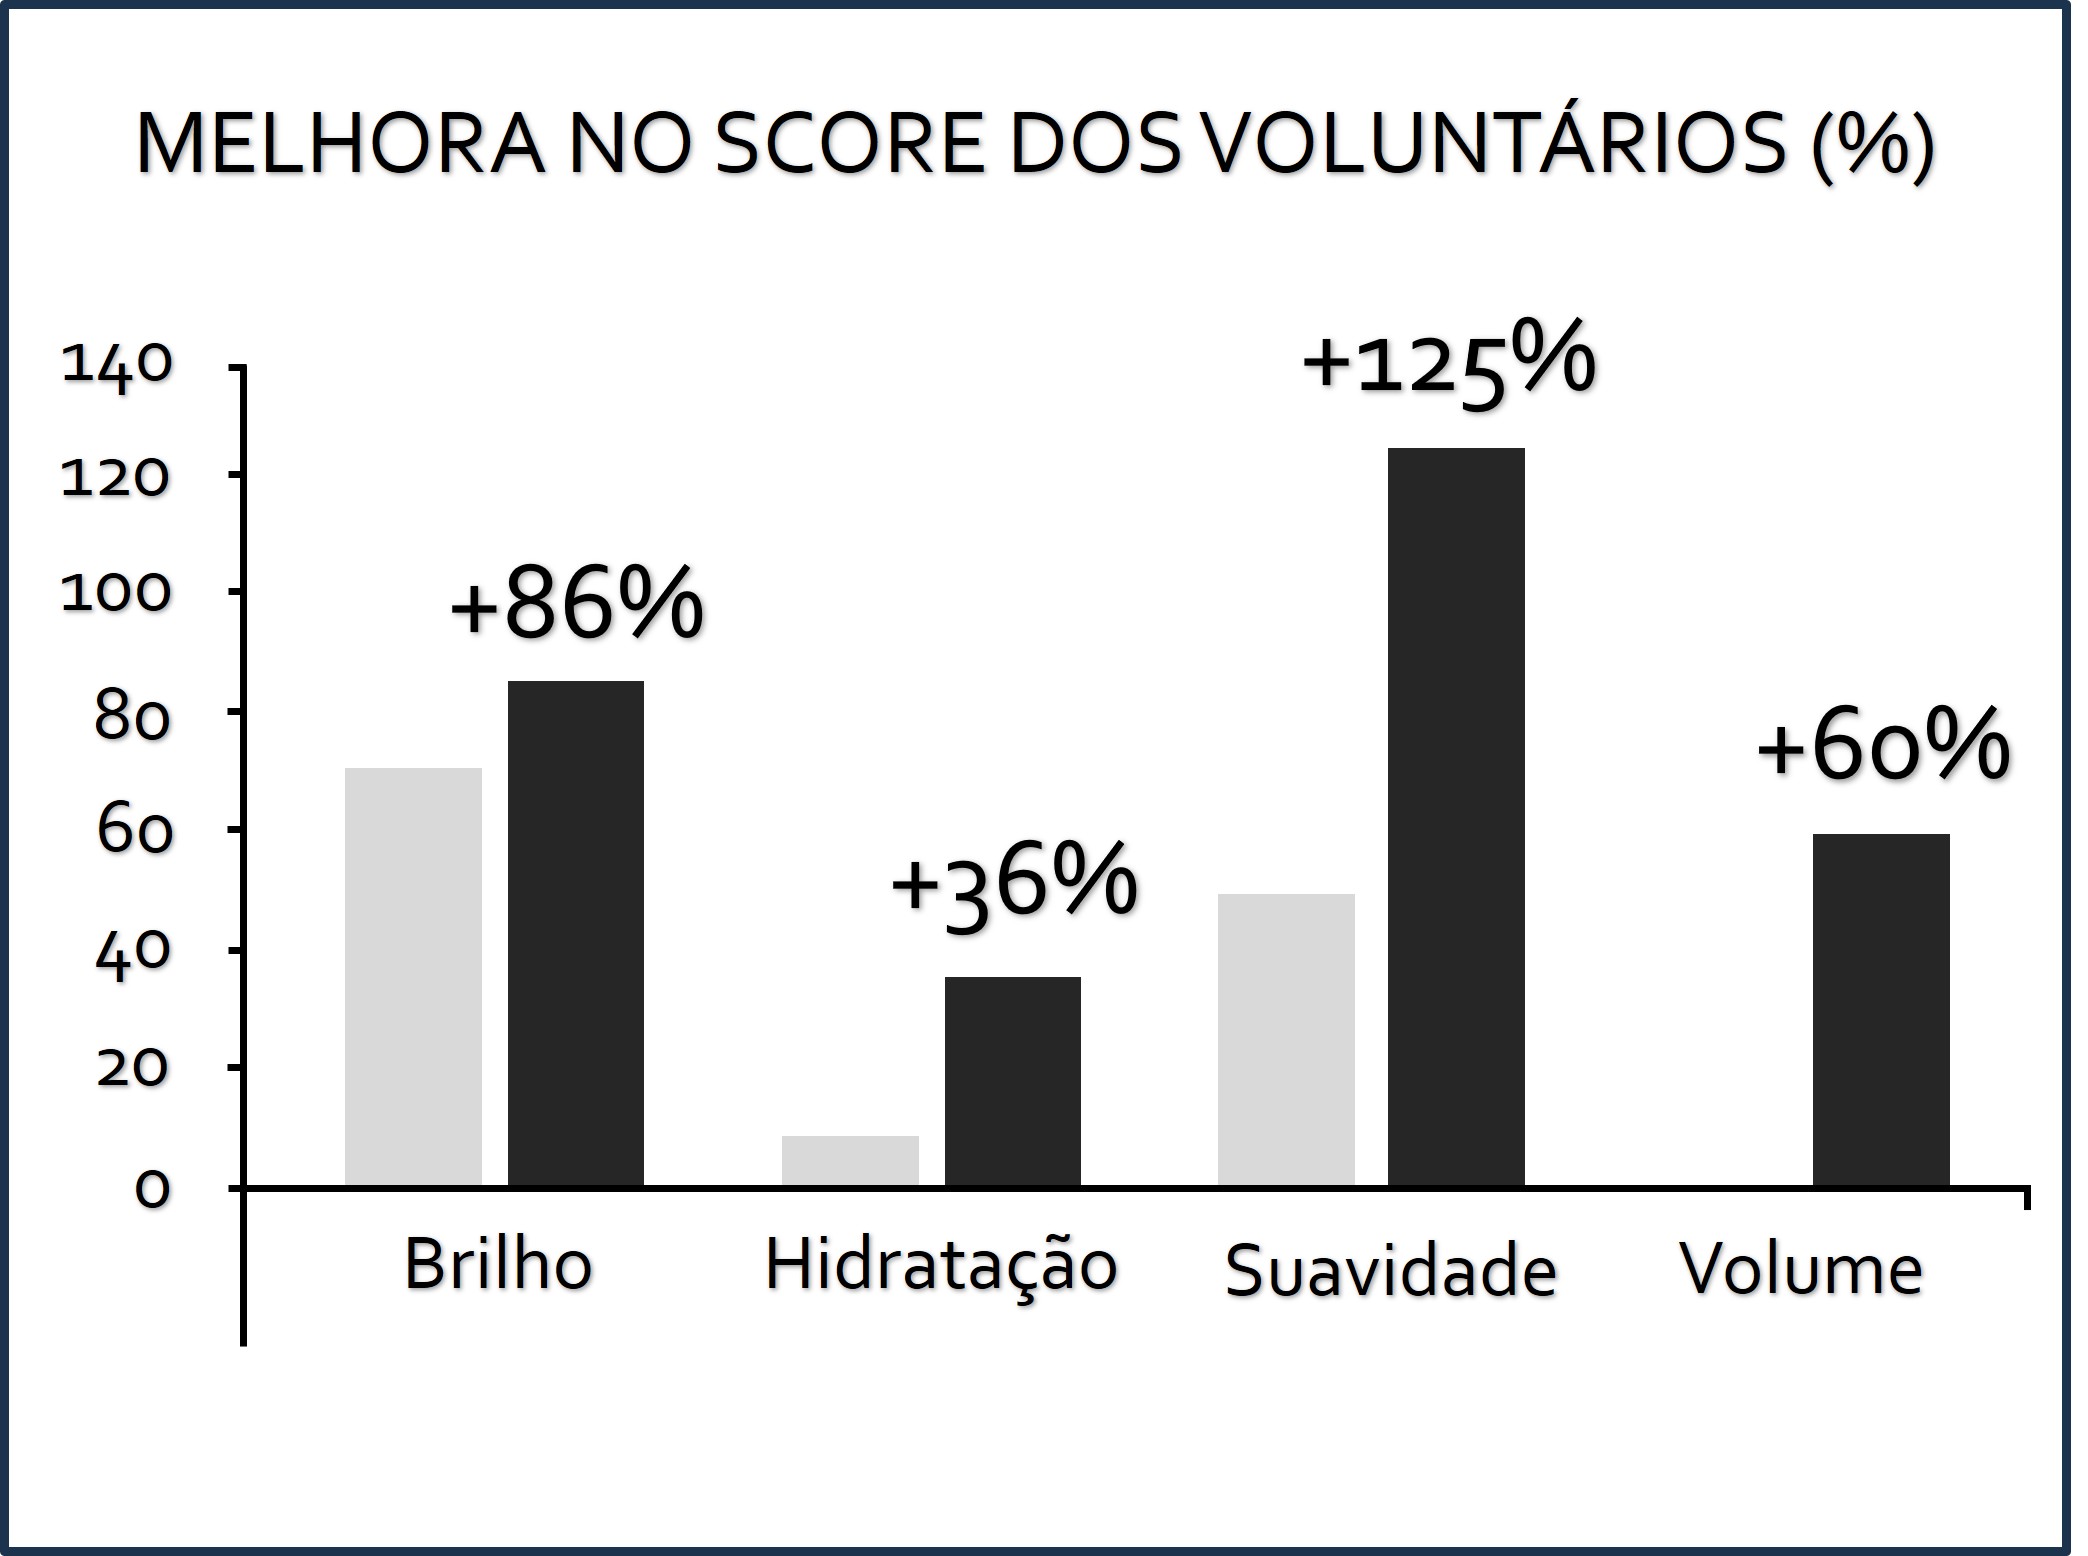 MELHORA NO SCORE DOS VOLUNTÁRIOS (%)
140
120
100
80
60
40
20
0
+86%
+36%
+125%
+60%
Brilho
Hidratação
Suavidade
Volume